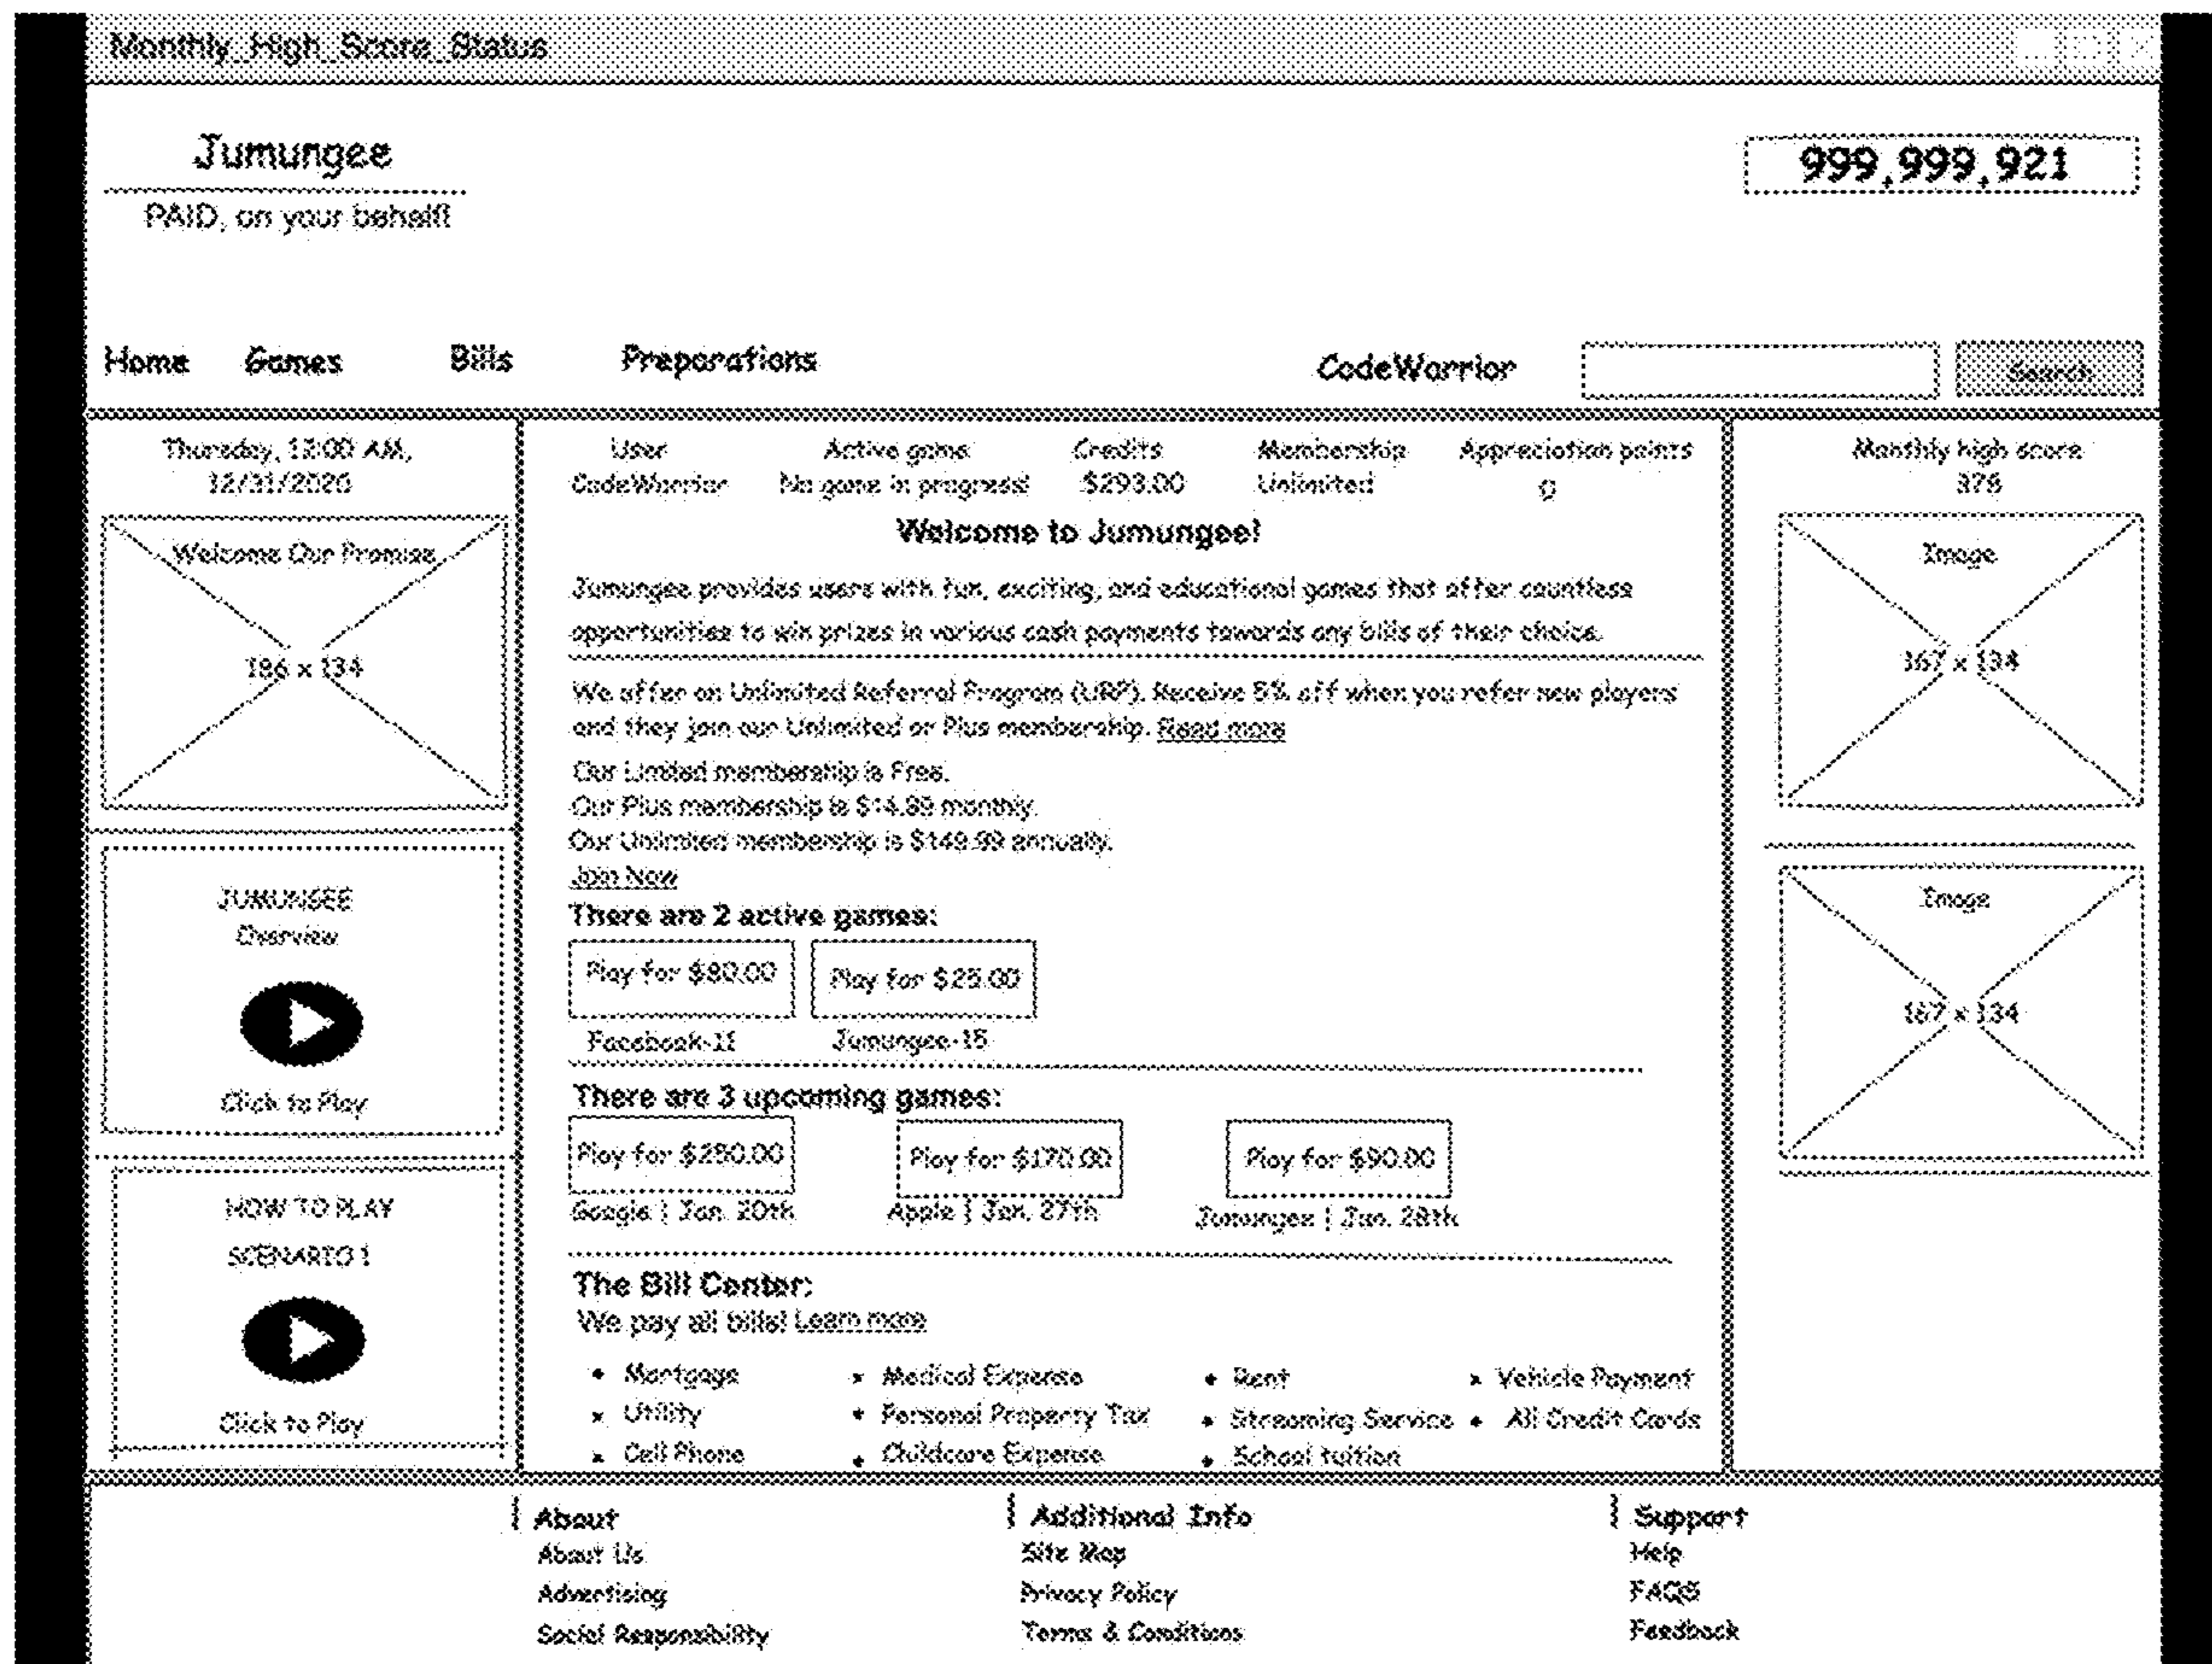 Monthly_High_Score_Status
Jumungee
999,999,921
PAID, on your behalf!
Home Games Bills Preparations CodeWarrior Search
Thursday, 12:00 AM,
12/31/2020
Welcome Our Promise
186 x 134
JUMUNGEE
Overview
Click to Play
HOW TO PLAY
SCENARIO 1
Click to Play
User Active game Credits Membership Appreciation points
CodeWarrior No game in progress! $293.00 Unlimited 0
Welcome to Jumungee!
Jumungee provides users with fun, exciting, and educational games that offer countless
opportunities to win prizes in various cash payments towards any bills of their choice.
We offer an Unlimited Referral Program (URP). Receive 5% off when you refer new players
and they join our Unlimited or Plus membership. Read more
Our Limited membership is Free.
Our Plus membership is $14.99 monthly.
Our Unlimited membership is $149.99 annually.
Join Now
There are 2 active games:
Play for $80.00 Play for $25.00
Facebook-11 Jumungee-15
There are 3 upcoming games:
Play for $250.00 Play for $170.00 Play for $90.00
Google | Jan. 20th Apple | Jan. 27th Jumungee | Jan. 28th
The Bill Center:
We pay all bills! Learn more
Mortgage Medical Expense Rent Vehicle Payment
Utility Personal Property Tax Streaming Service All Credit Cards
Cell Phone Childcare Expense School tuition
Monthly high score
Image
167 x 134
Image
167 x 134
About Additional Info Support
About Us Site Map Help
Advertising Privacy Policy FAQS
Social Responsibility Terms & Conditions Feedback